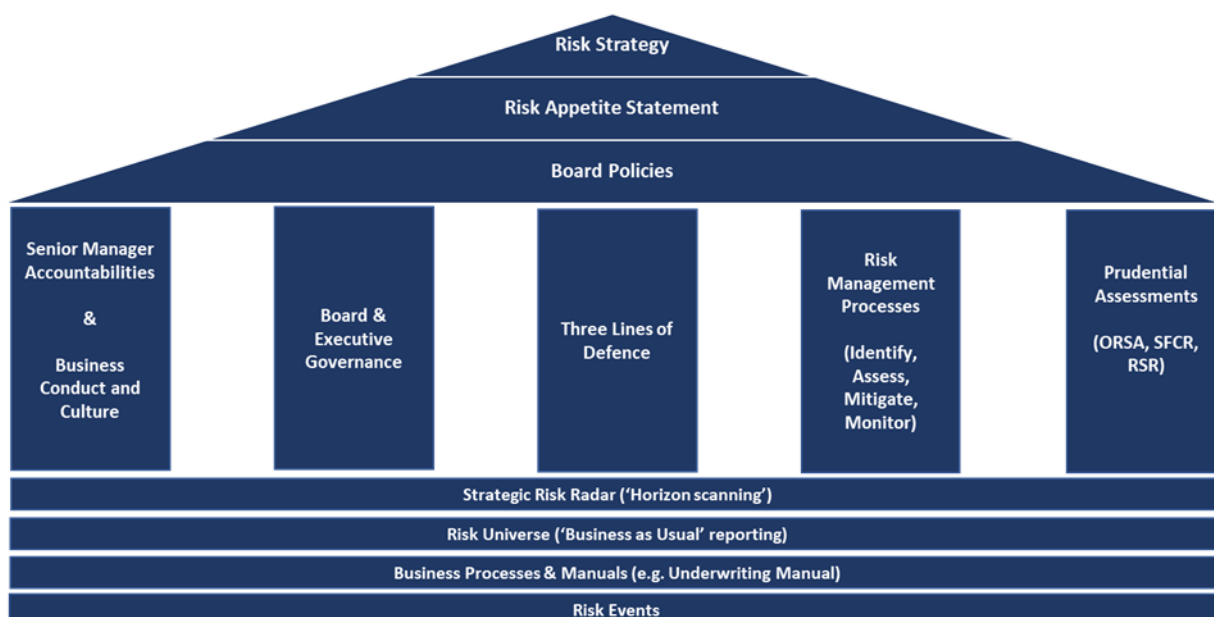 Risk Strategy
Risk Appetite Statement
Board Policies
Senior Manager
Accountabilities
&
Business
Conduct and
Culture
Board &
Executive
Governance
Three Lines of
Defence
Risk
Management
Processes
(Identify,
Assess,
Mitigate,
Monitor)
Prudential
Assessments
(ORSA, SFCR,
RSR)
Strategic Risk Radar (‘Horizon scanning’)
Risk Universe (‘Business as Usual’ reporting)
Business Processes & Manuals (e.g. Underwriting Manual)
Risk Events